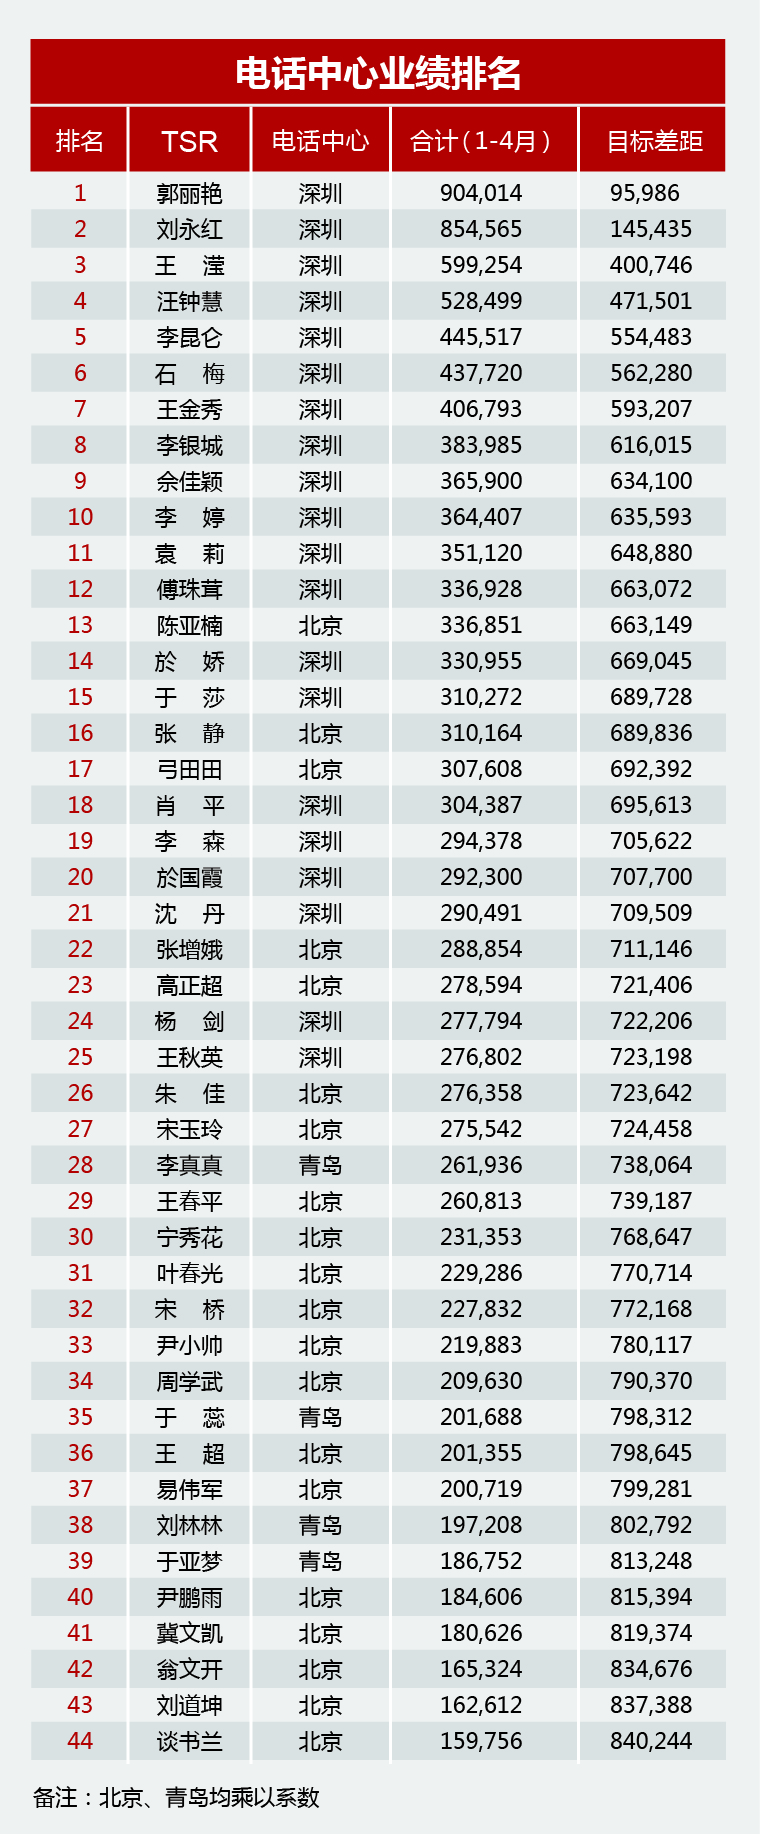 电话中心业绩排名
排名 TSR 电话中心 合计(1-4月) 目标差距
1 郭丽艳 深圳 904,014 95,986
2 刘永红 深圳 854,565 145,435
3 王 滢 深圳 599,254 400,746
4 汪钟慧 深圳 528,499 471,501
5 李昆仑 深圳 445,517 554,483
6 石 梅 深圳 437,720 562,280
7 王金秀 深圳 406,793 593,207
8 李银城 深圳 383,985 616,015
9 佘佳颖 深圳 365,900 634,100
10 李 婷 深圳 364,407 635,593
11 袁 莉 深圳 351,120 648,880
12 傅珠茸 深圳 336,928 663,072
13 陈亚楠 北京 336,851 663,149
14 於 娇 深圳 330,955 669,045
15 于 莎 深圳 310,272 689,728
16 张 静 北京 310,164 689,836
17 弓田田 北京 307,608 692,392
18 肖 平 深圳 304,387 695,613
19 李 森 深圳 294,378 705,622
20 於国霞 深圳 292,300 707,700
21 沈 丹 深圳 290,491 709,509
22 张增娥 北京 288,854 711,146
23 高正超 北京 278,594 721,406
24 杨 剑 深圳 277,794 722,206
25 王秋英 深圳 276,802 723,198
26 朱 佳 北京 276,358 723,642
27 宋玉玲 北京 275,542 724,458
28 李真真 青岛 261,936 738,064
29 王春平 北京 260,813 739,187
30 宁秀花 北京 231,353 768,647
31 叶春光 北京 229,286 770,714
32 宋 桥 北京 227,832 772,168
33 尹小帅 北京 219,883 780,117
34 周学武 北京 209,630 790,370
35 于 蕊 青岛 201,688 798,312
36 王 超 北京 201,355 798,645
37 易伟军 北京 200,719 799,281
38 刘林林 青岛 197,208 802,792
39 于亚梦 青岛 186,752 813,248
40 尹鹏雨 北京 184,606 815,394
41 冀文凯 北京 180,626 819,374
42 翁文开 北京 165,324 834,676
43 刘道坤 北京 162,612 837,388
44 谈书兰 北京 159,756 840,244
备注：北京、青岛均乘以系数